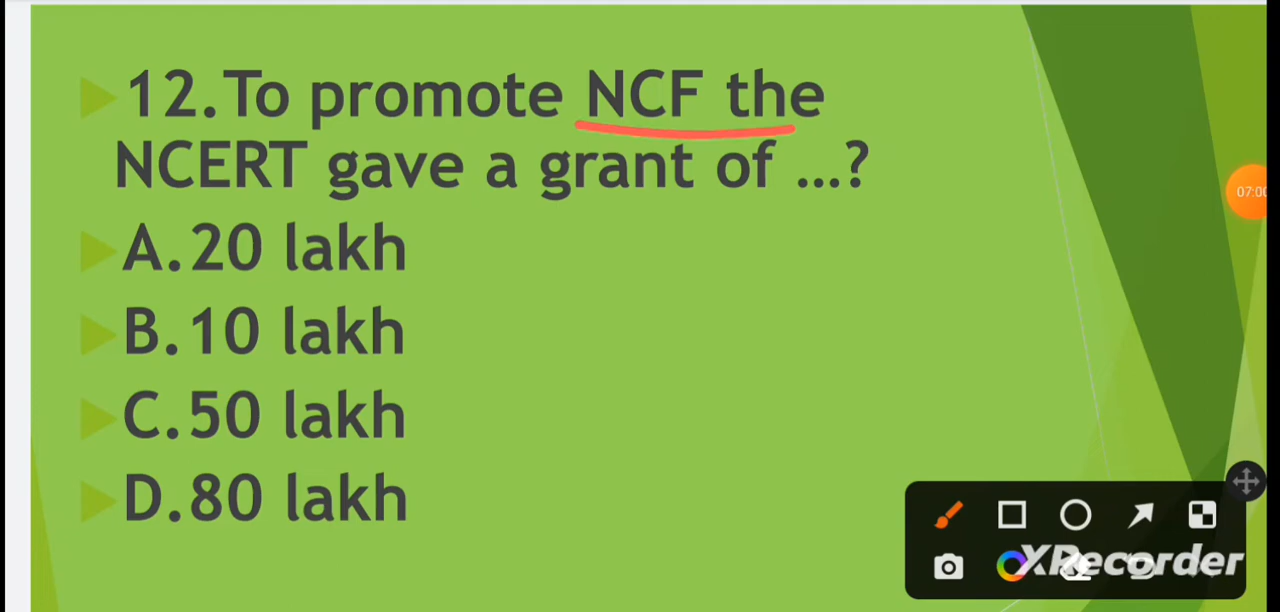 12.To promote NCF the
NCERT gave a grant of ...?
A.20 lakh
B.10 lakh
C.50 lakh
D.80 lakh
07:00
XRecorder